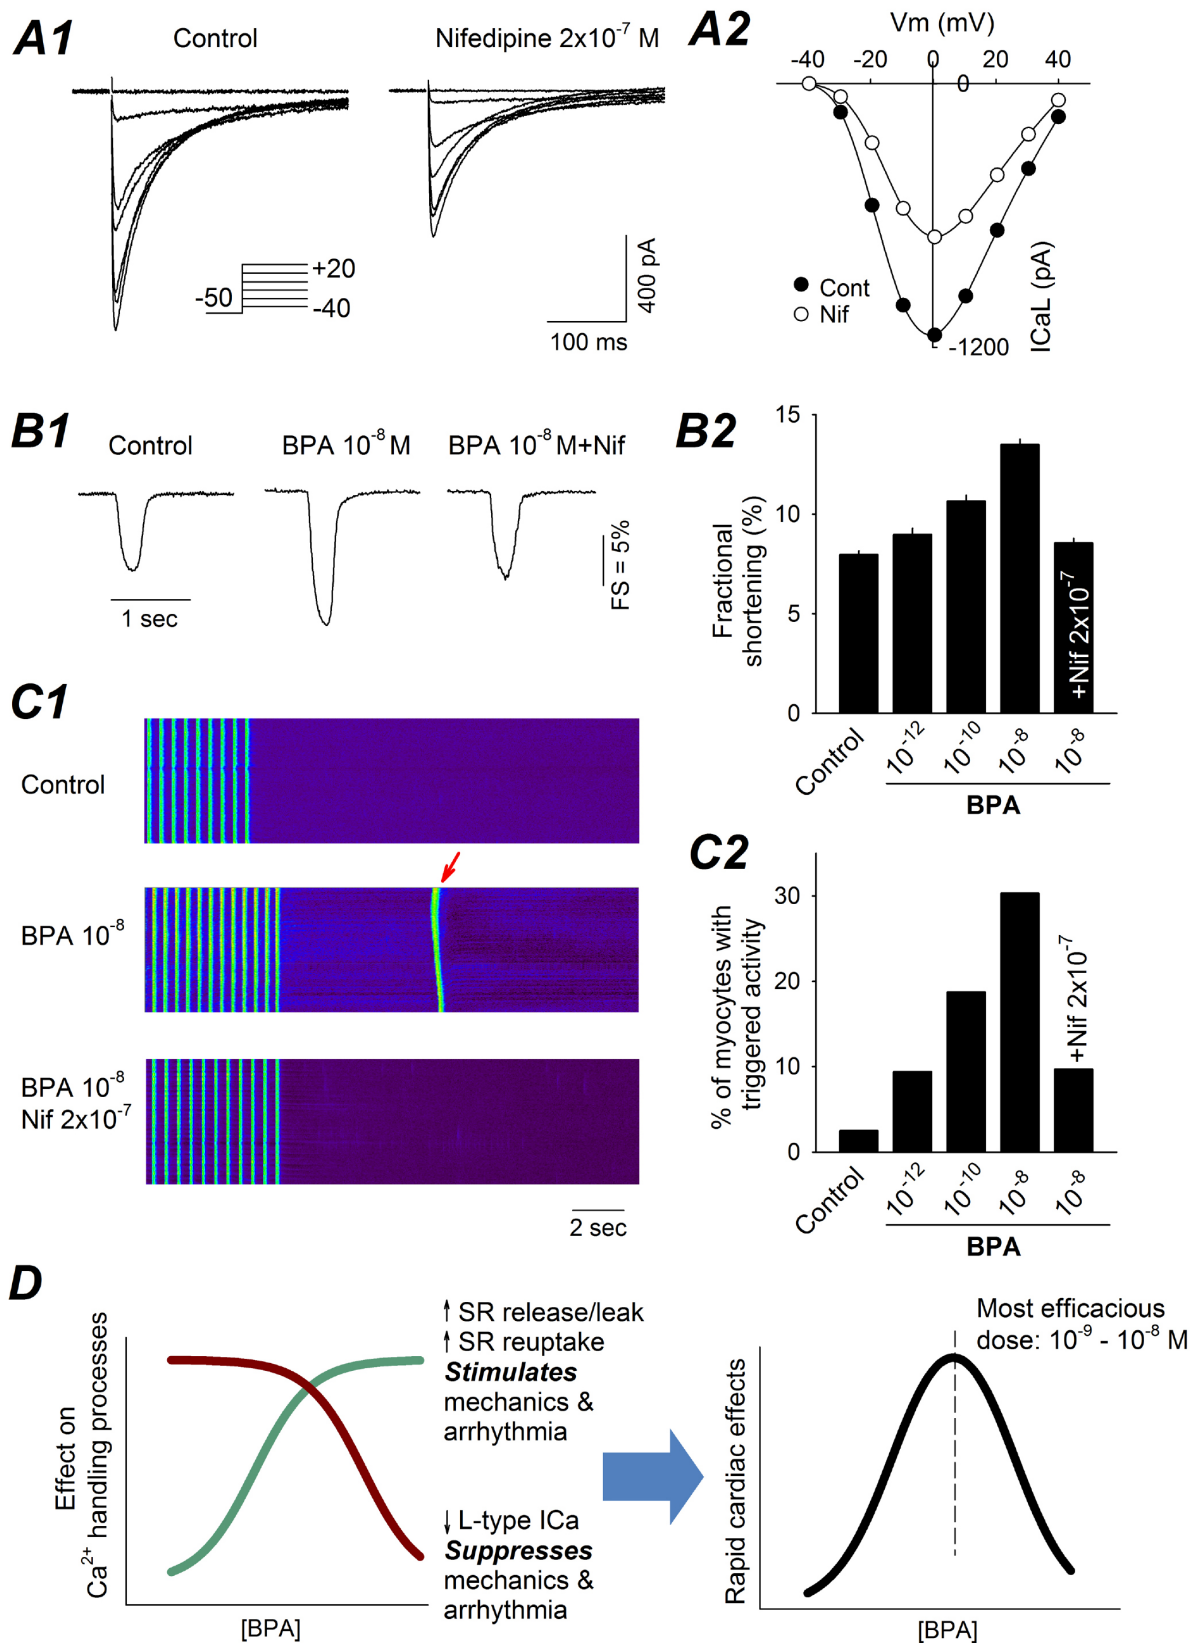 A1
Control
Nifedipine 2x10⁻⁷ M
-50
+20
-40
400 pA
100 ms
A2
Vm (mV)
-40 -20 0 20 40
0
Cont
Nif
-1200
ICaL (pA)
B1
Control
BPA 10⁻⁸ M
BPA 10⁻⁸ M+Nif
1 sec
FS = 5%
B2
Fractional
shortening (%)
15
10
5
0
+Nif 2x10⁻⁷
Control
10⁻¹²
10⁻¹⁰
10⁻⁸
10⁻⁸
BPA
C1
Control
BPA 10⁻⁸
BPA 10⁻⁸
Nif 2x10⁻⁷
2 sec
C2
% of myocytes with
triggered activity
30
20
10
0
+Nif 2x10⁻⁷
Control
10⁻¹²
10⁻¹⁰
10⁻⁸
10⁻⁸
BPA
D
Effect on
Ca²⁺ handling processes
[BPA]
↑ SR release/leak
↑ SR reuptake
Stimulates
mechanics &
arrhythmia
↓ L-type ICa
Suppresses
mechanics &
arrhythmia
Most efficacious
dose: 10⁻⁹ - 10⁻⁸ M
Rapid cardiac effects
[BPA]